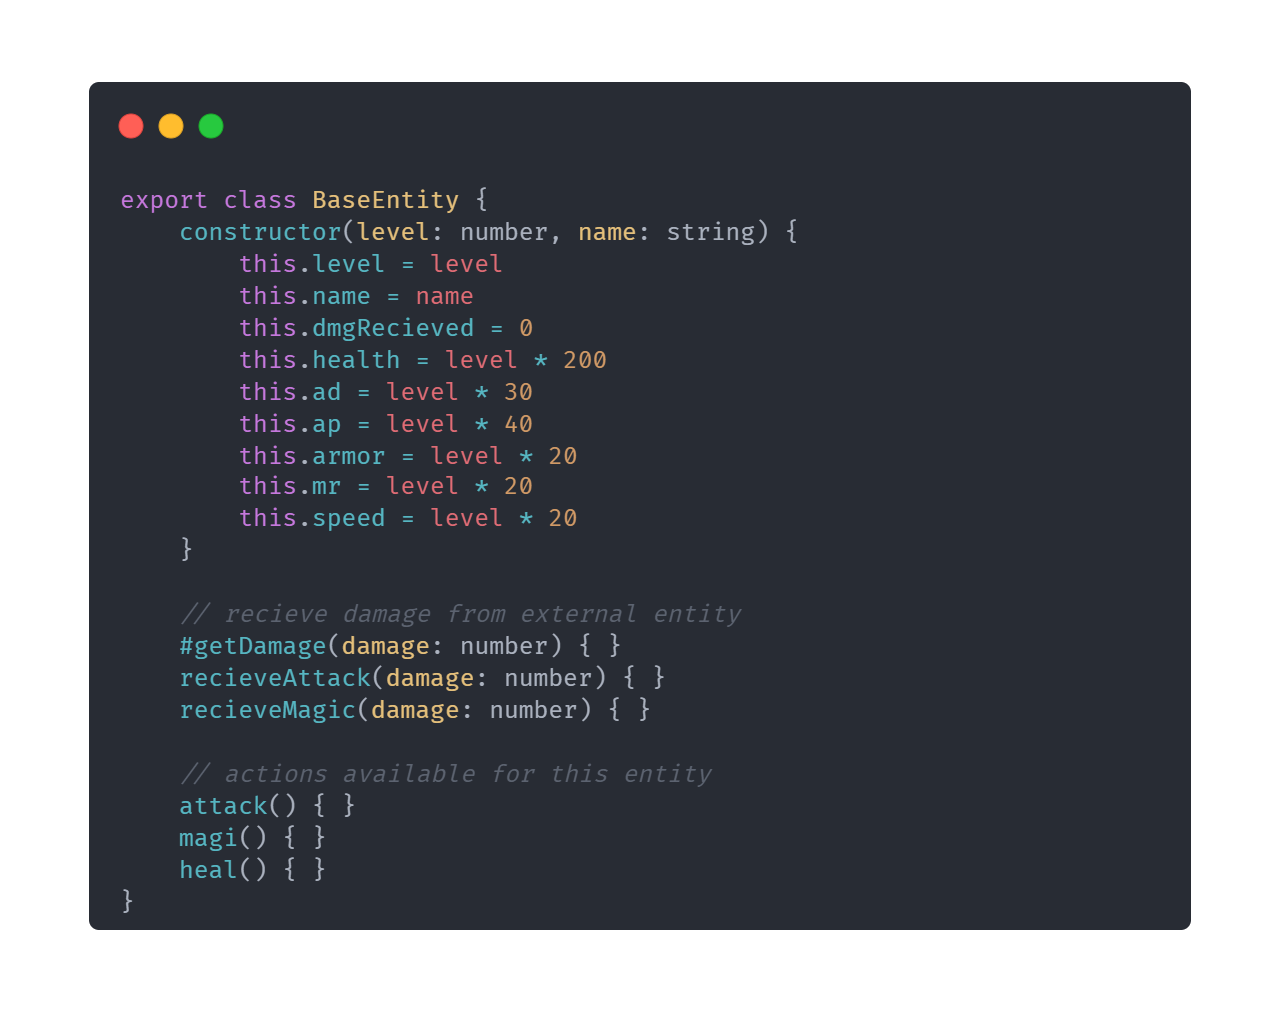 export class BaseEntity {
    constructor(level: number, name: string) {
        this.level = level
        this.name = name
        this.dmgRecieved = 0
        this.health = level * 200
        this.ad = level * 30
        this.ap = level * 40
        this.armor = level * 20
        this.mr = level * 20
        this.speed = level * 20
    }

    // recieve damage from external entity
    #getDamage(damage: number) { }
    recieveAttack(damage: number) { }
    recieveMagic(damage: number) { }

    // actions available for this entity
    attack() { }
    magi() { }
    heal() { }
}